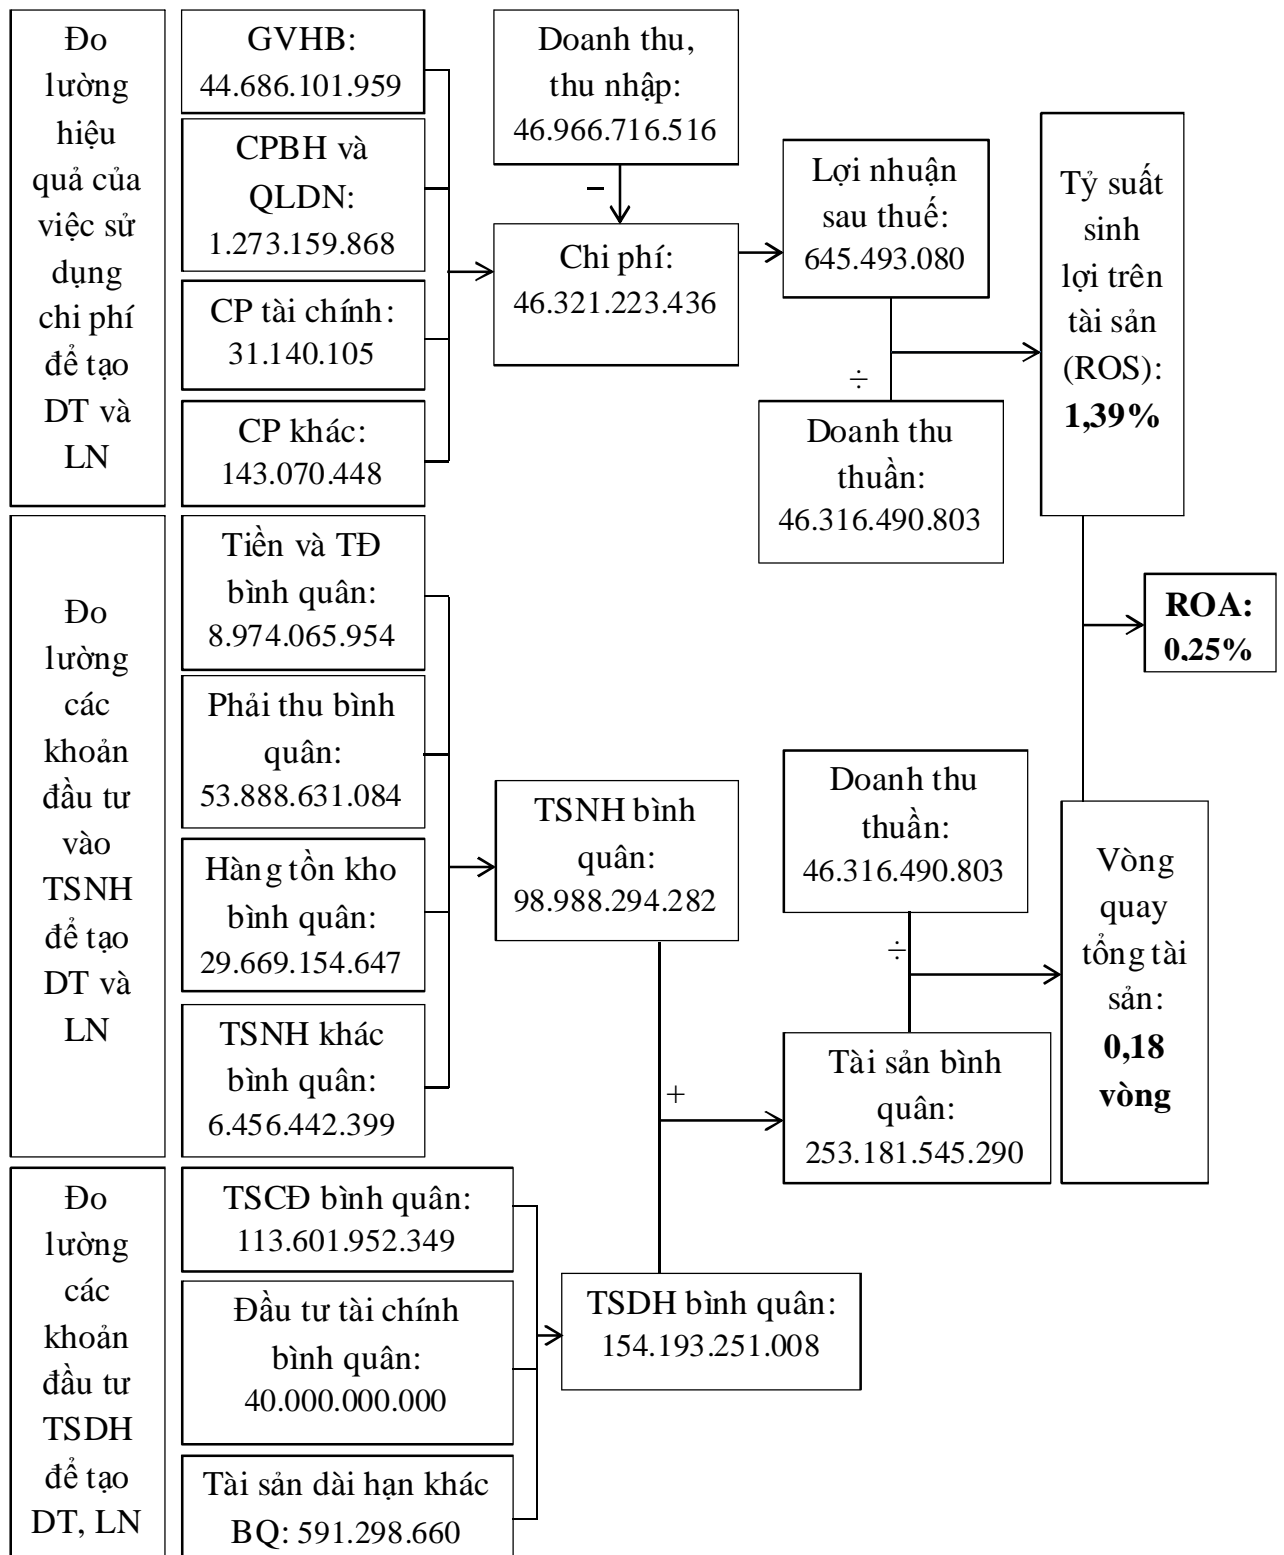 Đo
lường
hiệu
quả của
việc sử
dụng
chi phí
để tạo
DT và
LN
GVHB:
44.686.101.959
CPBH và
QLDN:
1.273.159.868
CP tài chính:
31.140.105
CP khác:
143.070.448
Doanh thu,
thu nhập:
46.966.716.516
–
Chi phí:
46.321.223.436
Lợi nhuận
sau thuế:
645.493.080
÷
Doanh thu
thuần:
46.316.490.803
Tỷ suất
sinh
lợi trên
tài sản
(ROS):
1,39%
Đo
lường
các
khoản
đầu tư
vào
TSNH
để tạo
DT và
LN
Tiền và TĐ
bình quân:
8.974.065.954
Phải thu bình
quân:
53.888.631.084
Hàng tồn kho
bình quân:
29.669.154.647
TSNH khác
bình quân:
6.456.442.399
TSNH bình
quân:
98.988.294.282
+
Doanh thu
thuần:
46.316.490.803
÷
Tài sản bình
quân:
253.181.545.290
Vòng
quay
tổng tài
sản:
0,18
vòng
ROA:
0,25%
Đo
lường
các
khoản
đầu tư
TSDH
để tạo
DT, LN
TSCĐ bình quân:
113.601.952.349
Đầu tư tài chính
bình quân:
40.000.000.000
Tài sản dài hạn khác
BQ: 591.298.660
TSDH bình quân:
154.193.251.008